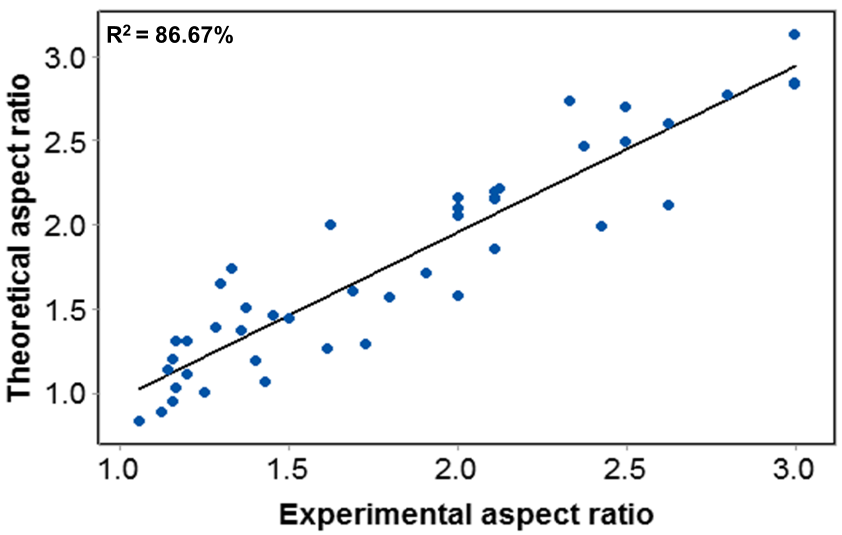 R² = 86.67%
Theoretical aspect ratio
3.0
2.5
2.0
1.5
1.0
1.0 1.5 2.0 2.5 3.0
Experimental aspect ratio